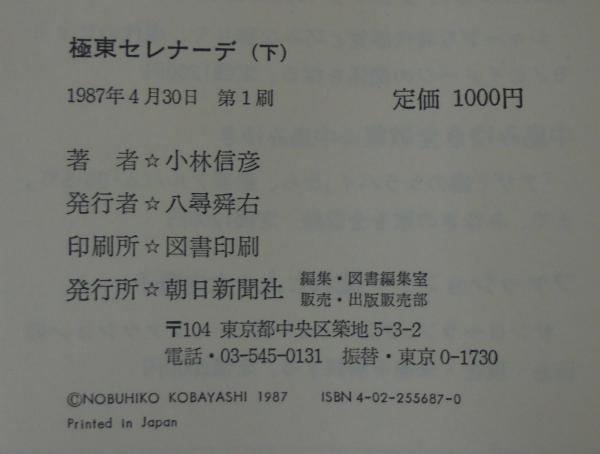 極東セレナーデ（下）
1987年4月30日　第1刷　定価 1000円
著　者☆小林信彦
発行者☆八尋舜右
印刷所☆図書印刷
発行所☆朝日新聞社 編集・図書編集室
販売・出版販売部
〒104 東京都中央区築地5-3-2
電話・03-545-0131　振替・東京0-1730
©NOBUHIKO KOBAYASHI 1987　ISBN 4-02-255687-0
Printed in Japan